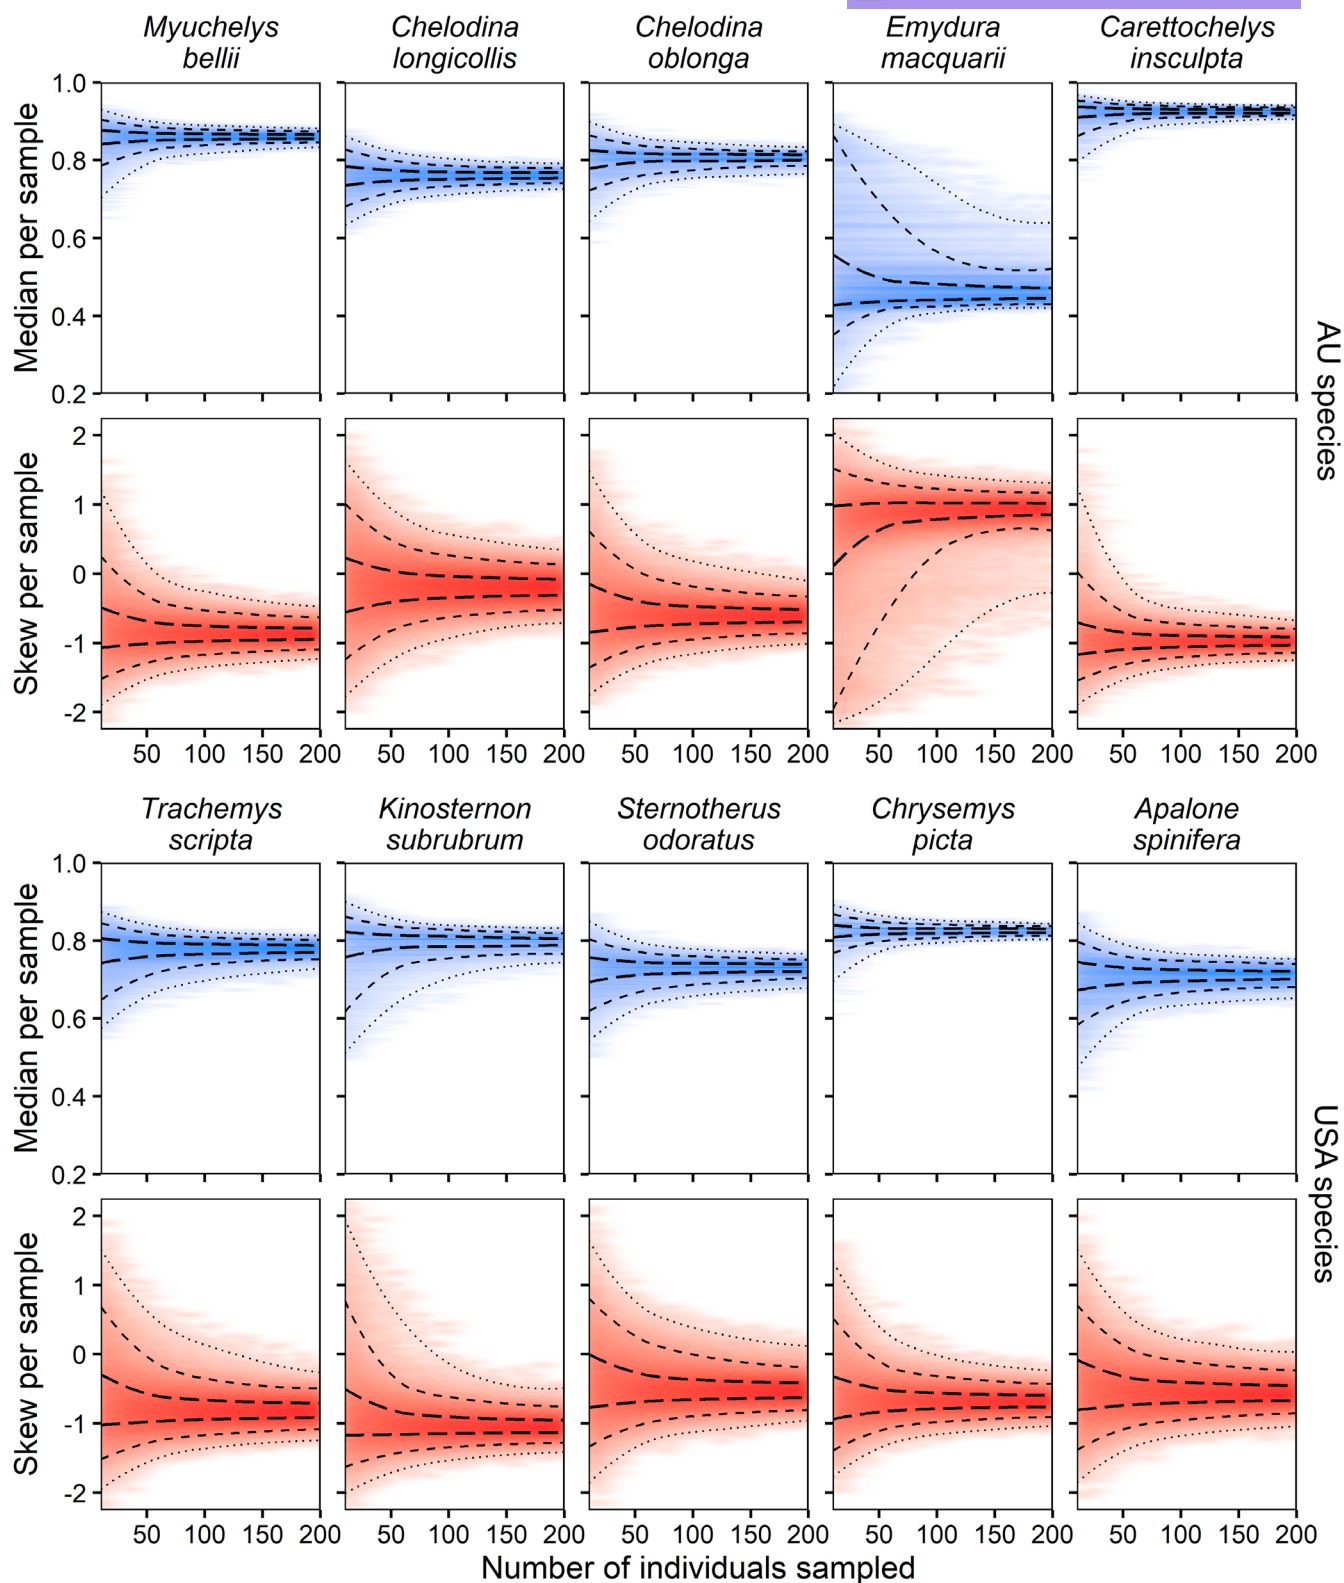 Myuchelys bellii
Chelodina longicollis
Chelodina oblonga
Emydura macquarii
Carettochelys insculpta
Median per sample
1.0
0.8
0.6
0.4
0.2
50 100 150 200 50 100 150 200 50 100 150 200 50 100 150 200 50 100 150 200
AU species
Skew per sample
2
1
0
-1
-2
Trachemys scripta
Kinosternon subrubrum
Sternotherus odoratus
Chrysemys picta
Apalone spinifera
Median per sample
1.0
0.8
0.6
0.4
0.2
USA species
Skew per sample
2
1
0
-1
-2
50 100 150 200 50 100 150 200 50 100 150 200 50 100 150 200 50 100 150 200
Number of individuals sampled